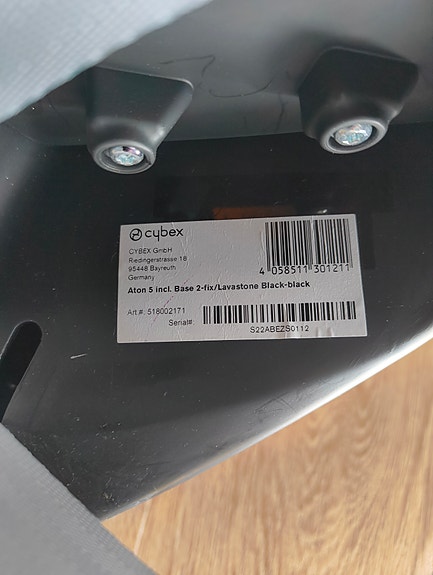 cybex
CYBEX GmbH
Riedingerstrasse 18
95448 Bayreuth
Germany
4 058511 301211
Aton 5 incl. Base 2-fix/Lavastone Black-black
Art #: 518002171
Serial#
S22ABEZS0112